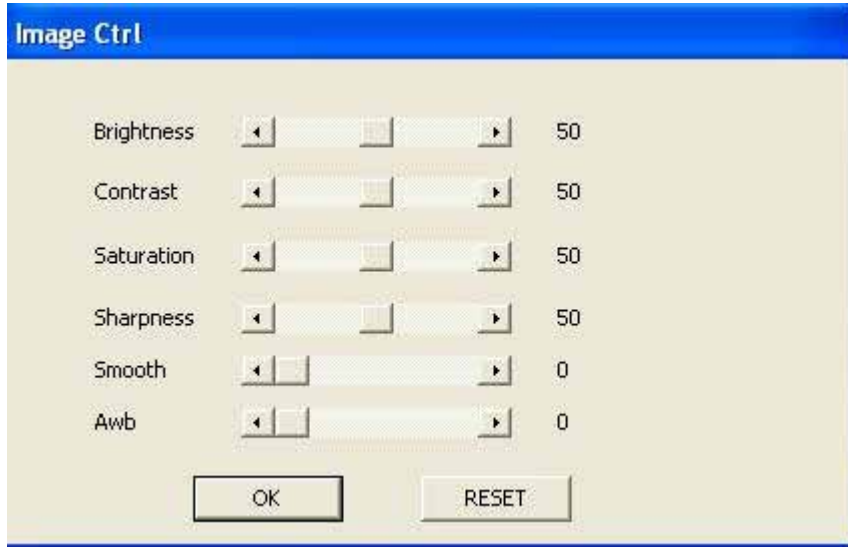 Image Ctrl
Brightness 50
Contrast 50
Saturation 50
Sharpness 50
Smooth 0
Awb 0
OK RESET